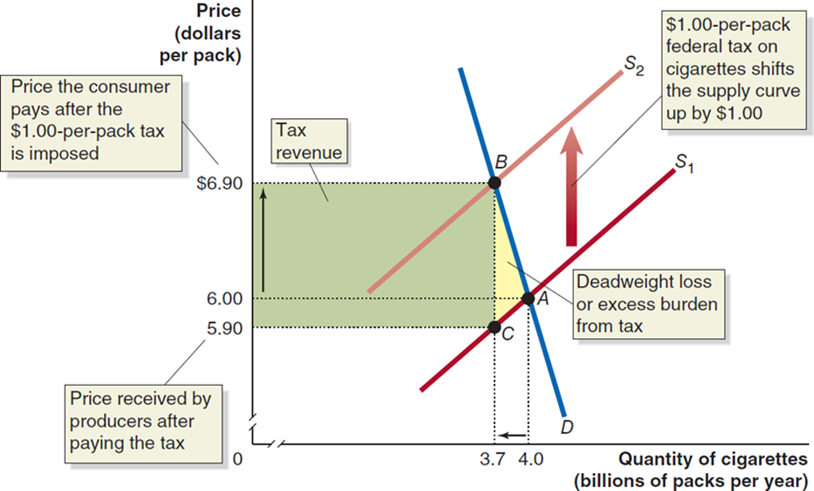 Price
(dollars
per pack)
$1.00-per-pack
federal tax on
cigarettes shifts
the supply curve
up by $1.00
S2
Price the consumer
pays after the
$1.00-per-pack tax
is imposed
Tax
revenue
B
S1
$6.90
Deadweight loss
or excess burden
from tax
6.00
A
5.90
C
Price received by
producers after
paying the tax
D
0
3.7 4.0
Quantity of cigarettes
(billions of packs per year)